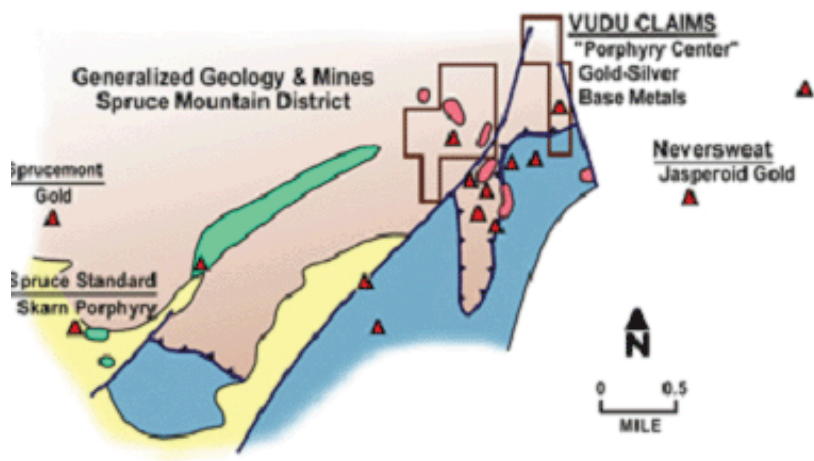 VUDU CLAIMS
"Porphyry Center"
Gold-Silver
Base Metals
Generalized Geology & Mines
Spruce Mountain District
Neversweat
Jasperoid Gold
Sprucemont
Gold
Spruce Standard
Skarn Porphyry
N
0 0.5
MILE